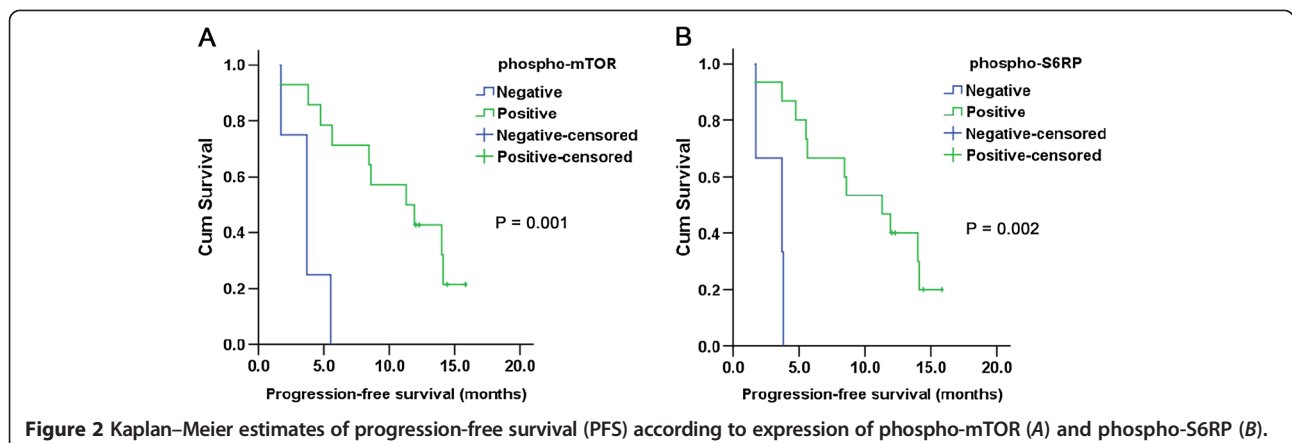 A
phospho-mTOR
Negative
Positive
Negative-censored
Positive-censored
P = 0.001
Cum Survival
1.0
0.8
0.6
0.4
0.2
0.0
0.0 5.0 10.0 15.0 20.0
Progression-free survival (months)
B
phospho-S6RP
Negative
Positive
Negative-censored
Positive-censored
P = 0.002
Cum Survival
1.0
0.8
0.6
0.4
0.2
0.0
0.0 5.0 10.0 15.0 20.0
Progression-free survival (months)
Figure 2 Kaplan–Meier estimates of progression-free survival (PFS) according to expression of phospho-mTOR (A) and phospho-S6RP (B).